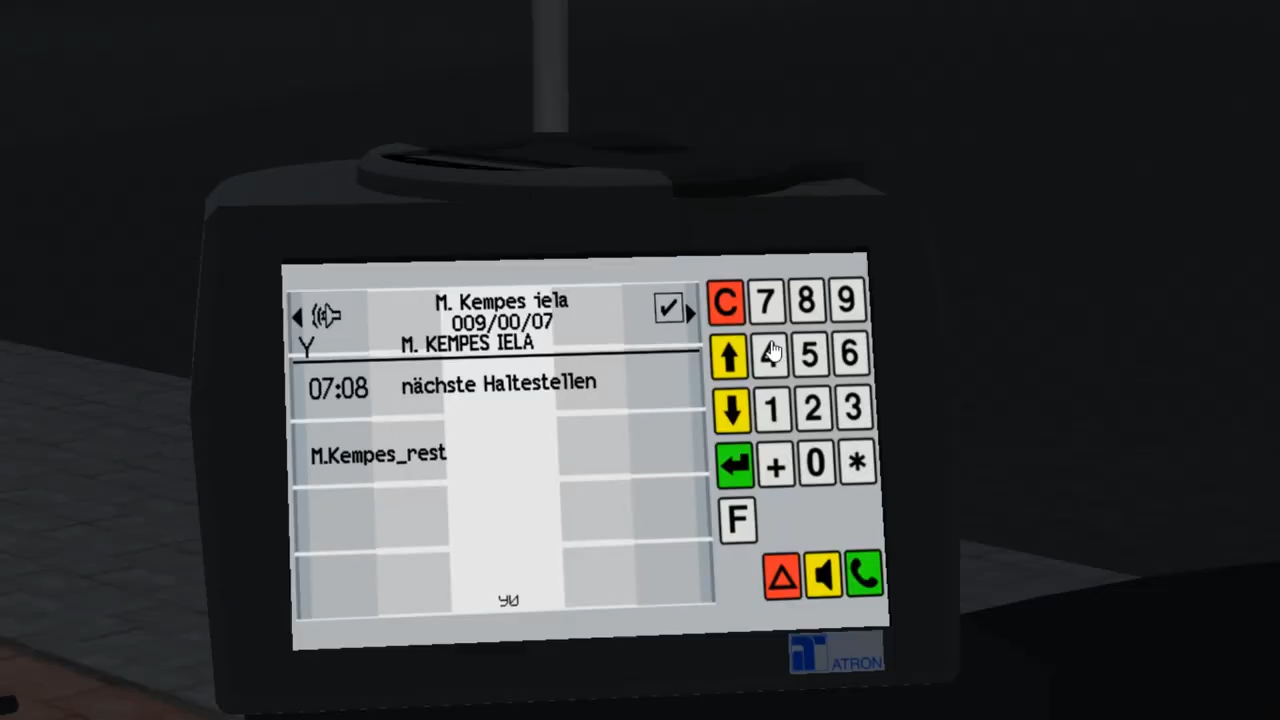 M. Kempes iela
009/00/07
M. KEMPES IELA
07:08 nächste Haltestellen
M.Kempes_rest
C 7 8 9
4 5 6
1 2 3
+ 0 *
F
ATRON